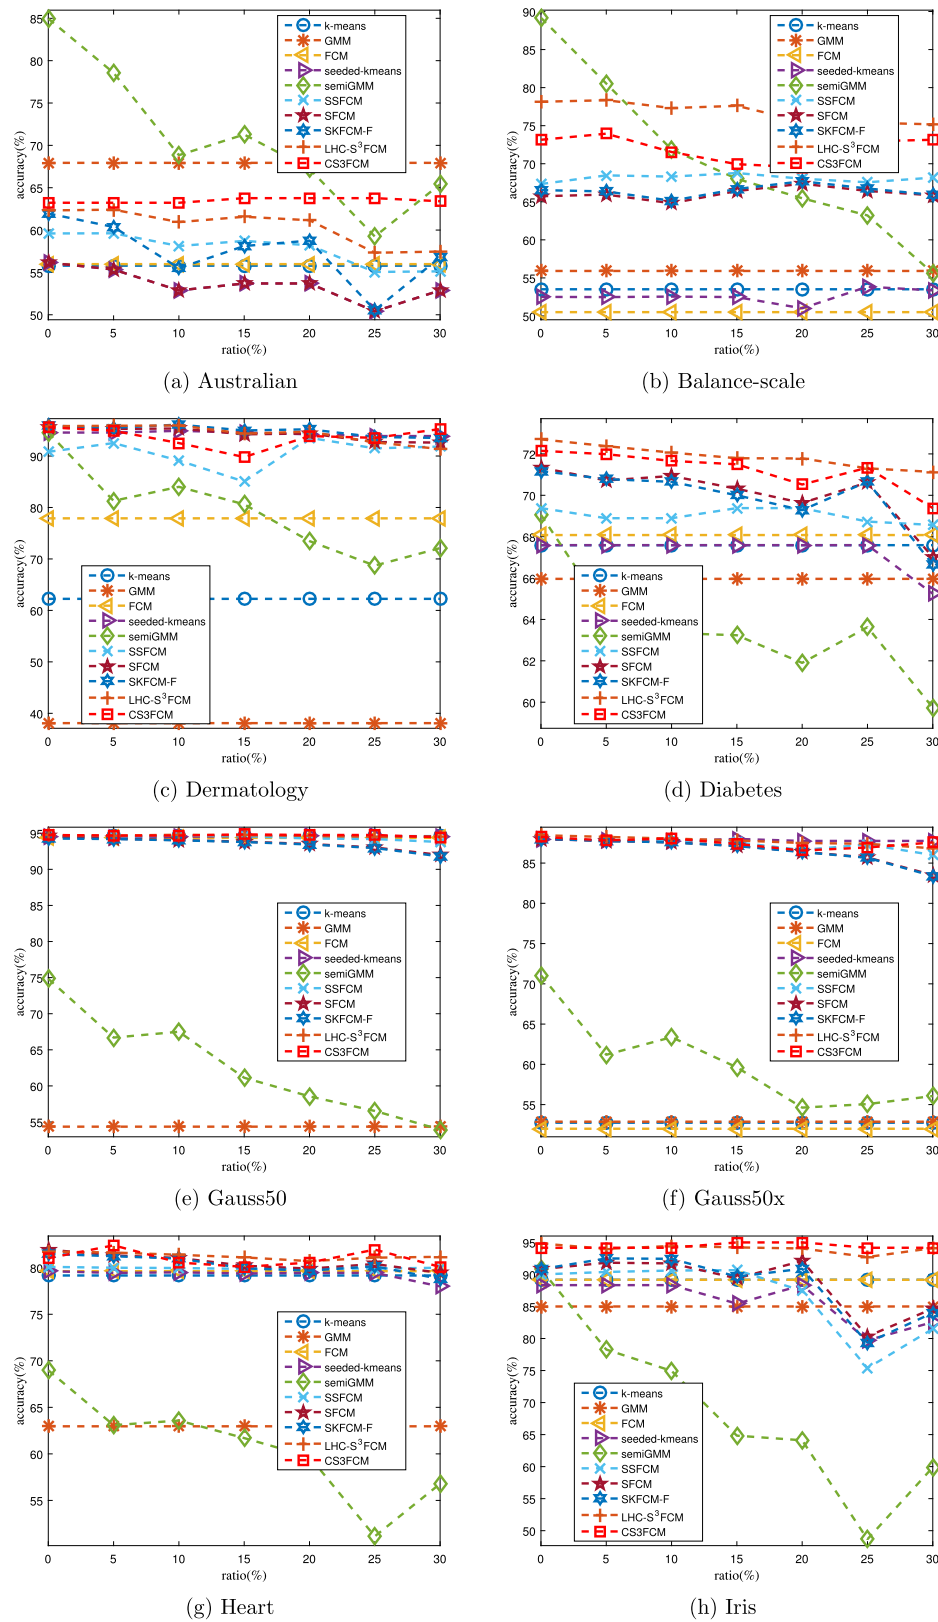 85
80
75
70
65
60
55
50
accuracy(%)
0 5 10 15 20 25 30
ratio(%)
k-means
GMM
FCM
seeded-kmeans
semiGMM
SSFCM
SFCM
SKFCM-F
LHC-S³FCM
CS3FCM
(a) Australian
90
85
80
75
70
65
60
55
50
accuracy(%)
0 5 10 15 20 25 30
ratio(%)
k-means
GMM
FCM
seeded-kmeans
semiGMM
SSFCM
SFCM
SKFCM-F
LHC-S³FCM
CS3FCM
(b) Balance-scale
90
80
70
60
50
40
accuracy(%)
0 5 10 15 20 25 30
ratio(%)
k-means
GMM
FCM
seeded-kmeans
semiGMM
SSFCM
SFCM
SKFCM-F
LHC-S³FCM
CS3FCM
(c) Dermatology
72
70
68
66
64
62
60
accuracy(%)
0 5 10 15 20 25 30
ratio(%)
k-means
GMM
FCM
seeded-kmeans
semiGMM
SSFCM
SFCM
SKFCM-F
LHC-S³FCM
CS3FCM
(d) Diabetes
95
90
85
80
75
70
65
60
55
accuracy(%)
0 5 10 15 20 25 30
ratio(%)
k-means
GMM
FCM
seeded-kmeans
semiGMM
SSFCM
SFCM
SKFCM-F
LHC-S³FCM
CS3FCM
(e) Gauss50
85
80
75
70
65
60
55
accuracy(%)
0 5 10 15 20 25 30
ratio(%)
k-means
GMM
FCM
seeded-kmeans
semiGMM
SSFCM
SFCM
SKFCM-F
LHC-S³FCM
CS3FCM
(f) Gauss50x
80
75
70
65
60
55
accuracy(%)
0 5 10 15 20 25 30
ratio(%)
k-means
GMM
FCM
seeded-kmeans
semiGMM
SSFCM
SFCM
SKFCM-F
LHC-S³FCM
CS3FCM
(g) Heart
95
90
85
80
75
70
65
60
55
50
accuracy(%)
0 5 10 15 20 25 30
ratio(%)
k-means
GMM
FCM
seeded-kmeans
semiGMM
SSFCM
SFCM
SKFCM-F
LHC-S³FCM
CS3FCM
(h) Iris